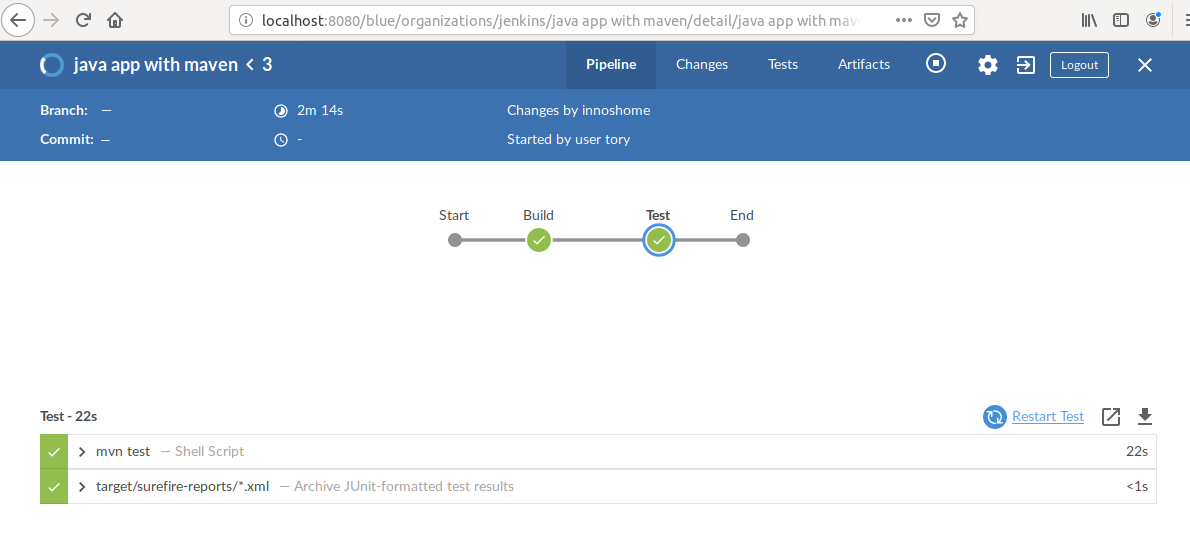 localhost:8080/blue/organizations/jenkins/java app with maven/detail/java app with mav
java app with maven < 3
Pipeline Changes Tests Artifacts Logout
Branch: — 2m 14s Changes by innoshome
Commit: — - Started by user tory
Start Build Test End
Test - 22s Restart Test
mvn test — Shell Script 22s
target/surefire-reports/*.xml — Archive JUnit-formatted test results <1s